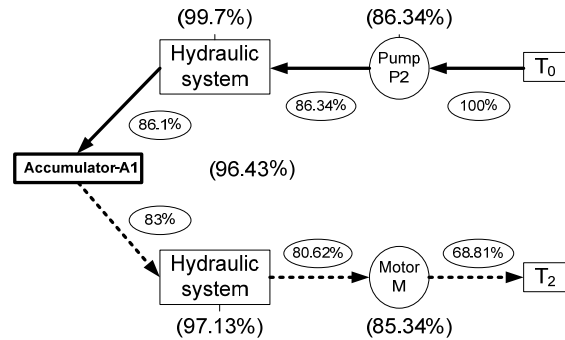 (99.7%) (86.34%)
Hydraulic
system
Pump
P2
T0
86.34%
100%
86.1%
Accumulator-A1
(96.43%)
83%
Hydraulic
system
80.62%
Motor
M
68.81%
T2
(97.13%) (85.34%)